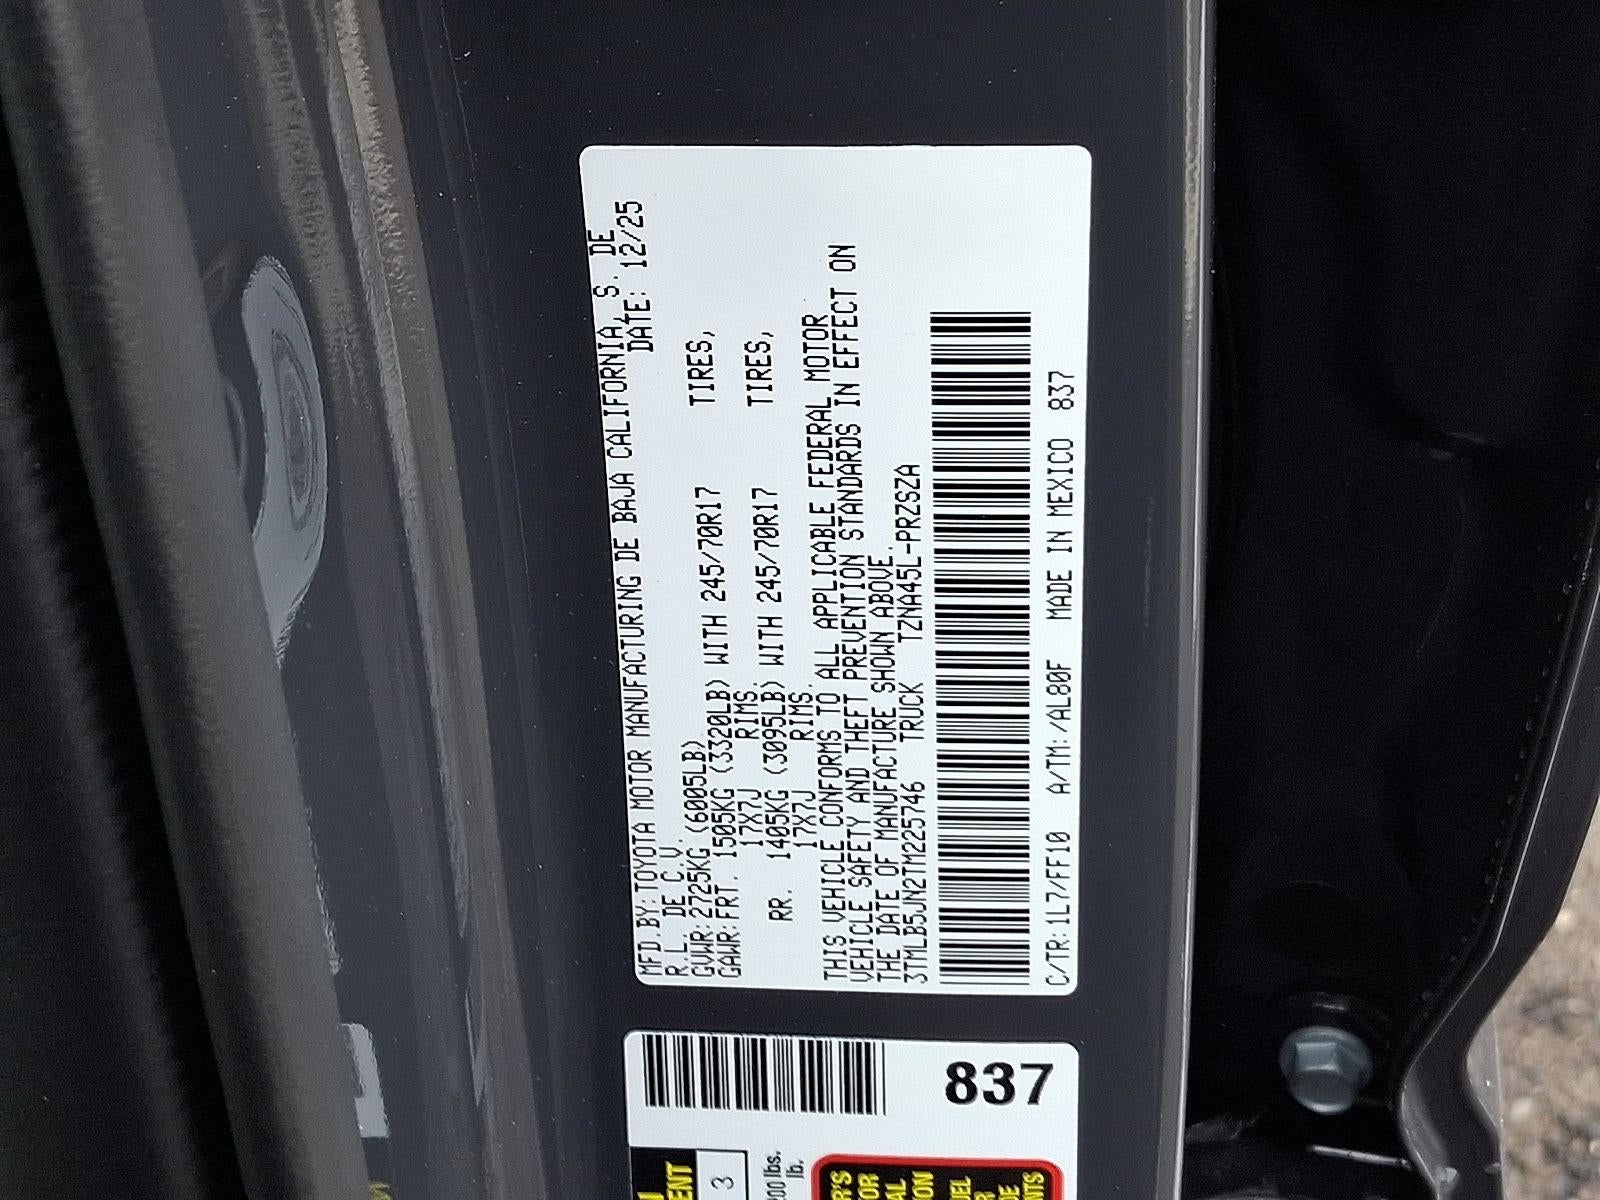 MFD.BY:TOYOTA MOTOR MANUFACTURING DE BAJA CALIFORNIA, S. DE
R.L. DE C.V. DATE: 12/25
GVWR:2725KG (6005LB)
GAWR:FRT. 1505KG (3320LB) WITH 245/70R17 TIRES,
17X7J RIMS.
RR. 1405KG (3095LB) WITH 245/70R17 TIRES,
17X7J RIMS.
THIS VEHICLE CONFORMS TO ALL APPLICABLE FEDERAL MOTOR
VEHICLE SAFETY AND THEFT PREVENTION STANDARDS IN EFFECT ON
THE DATE OF MANUFACTURE SHOWN ABOVE.
3TMLB5JN2TM225746 TRUCK TZNA45L-PRZSZA
C/TR:1L7/FF10 A/TM:/AL80F MADE IN MEXICO 837
837
3
lbs.
lb.